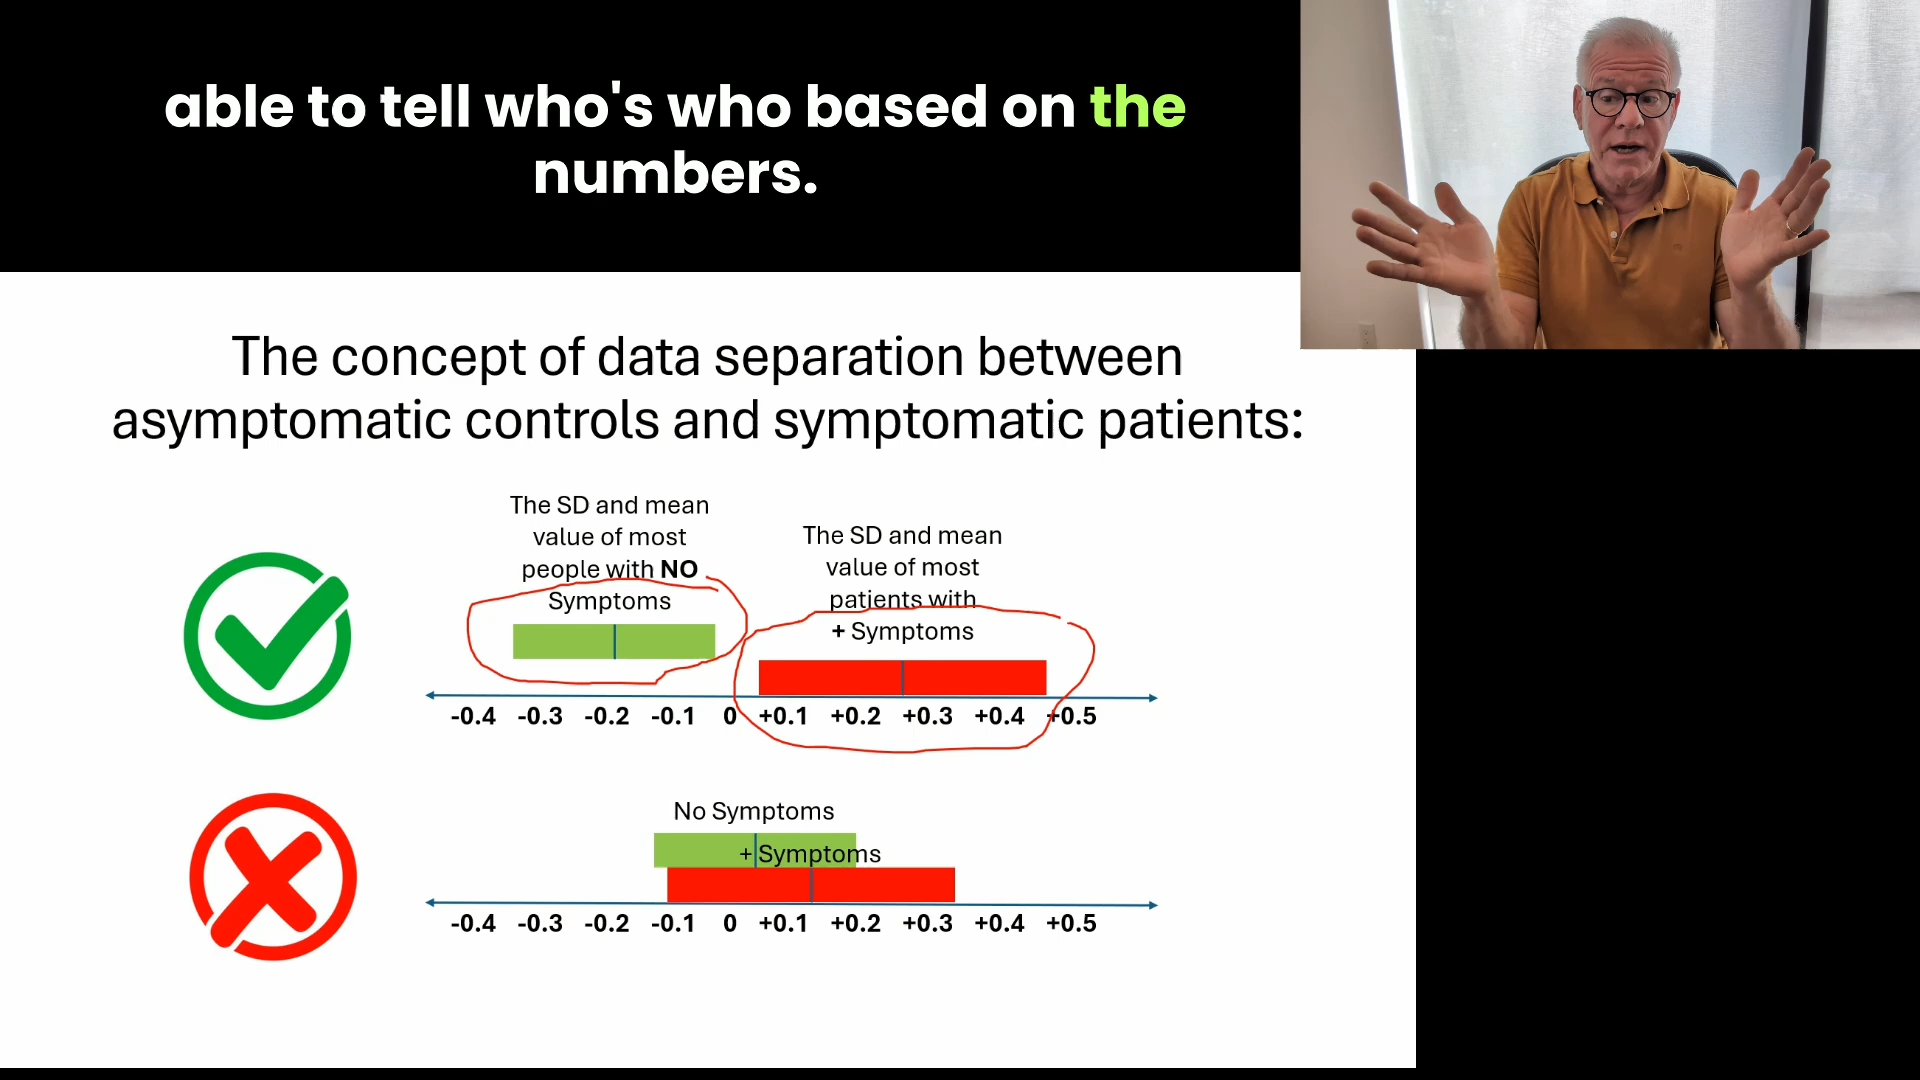 able to tell who's who based on the
numbers.
The concept of data separation between
asymptomatic controls and symptomatic patients:
The SD and mean
value of most
people with NO
Symptoms
The SD and mean
value of most
patients with
+ Symptoms
-0.4 -0.3 -0.2 -0.1 0 +0.1 +0.2 +0.3 +0.4 +0.5
No Symptoms
+ Symptoms
-0.4 -0.3 -0.2 -0.1 0 +0.1 +0.2 +0.3 +0.4 +0.5